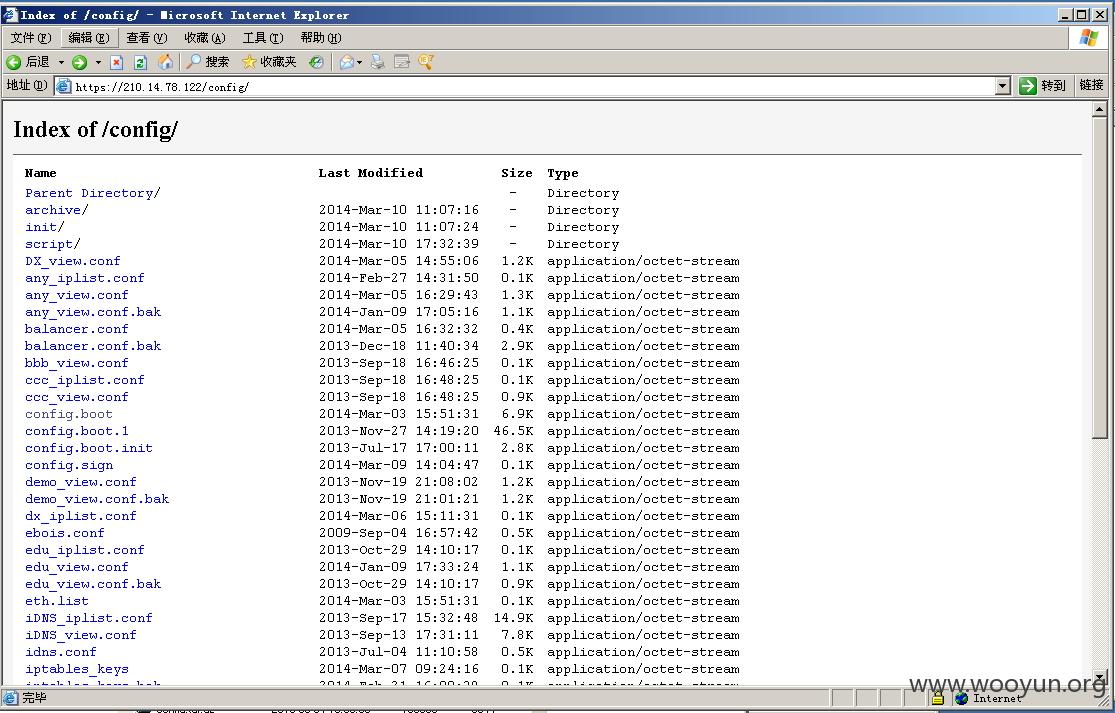 Index of /config/ - Microsoft Internet Explorer
文件(F) 编辑(E) 查看(V) 收藏(A) 工具(T) 帮助(H)
后退 搜索 收藏夹
地址(D) https://210.14.78.122/config/ 转到 链接
Index of /config/
Name Last Modified Size Type
Parent Directory/ - Directory
archive/ 2014-Mar-10 11:07:16 - Directory
init/ 2014-Mar-10 11:07:24 - Directory
script/ 2014-Mar-10 17:32:39 - Directory
DX_view.conf 2014-Mar-05 14:55:06 1.2K application/octet-stream
any_iplist.conf 2014-Feb-27 14:31:50 0.1K application/octet-stream
any_view.conf 2014-Mar-05 16:29:43 1.3K application/octet-stream
any_view.conf.bak 2014-Jan-09 17:05:16 1.1K application/octet-stream
balancer.conf 2014-Mar-05 16:32:32 0.4K application/octet-stream
balancer.conf.bak 2013-Dec-18 11:40:34 2.9K application/octet-stream
bbb_view.conf 2013-Sep-18 16:46:25 0.1K application/octet-stream
ccc_iplist.conf 2013-Sep-18 16:48:25 0.1K application/octet-stream
ccc_view.conf 2013-Sep-18 16:48:25 0.9K application/octet-stream
config.boot 2014-Mar-03 15:51:31 6.9K application/octet-stream
config.boot.1 2013-Nov-27 14:19:20 46.5K application/octet-stream
config.boot.init 2013-Jul-17 17:00:11 2.8K application/octet-stream
config.sign 2014-Mar-09 14:04:47 0.1K application/octet-stream
demo_view.conf 2013-Nov-19 21:08:02 1.2K application/octet-stream
demo_view.conf.bak 2013-Nov-19 21:01:21 1.2K application/octet-stream
dx_iplist.conf 2014-Mar-06 15:11:31 0.1K application/octet-stream
ebois.conf 2009-Sep-04 16:57:42 0.5K application/octet-stream
edu_iplist.conf 2013-Oct-29 14:10:17 0.1K application/octet-stream
edu_view.conf 2014-Jan-09 17:33:24 1.1K application/octet-stream
edu_view.conf.bak 2013-Oct-29 14:10:17 0.9K application/octet-stream
eth.list 2014-Mar-03 15:51:31 0.1K application/octet-stream
iDNS_iplist.conf 2013-Sep-17 15:32:48 14.9K application/octet-stream
iDNS_view.conf 2013-Sep-13 17:31:11 7.8K application/octet-stream
idns.conf 2013-Jul-04 11:10:58 0.5K application/octet-stream
iptables_keys 2014-Mar-07 09:24:16 0.1K application/octet-stream
www.wooyun.org
完毕 Internet